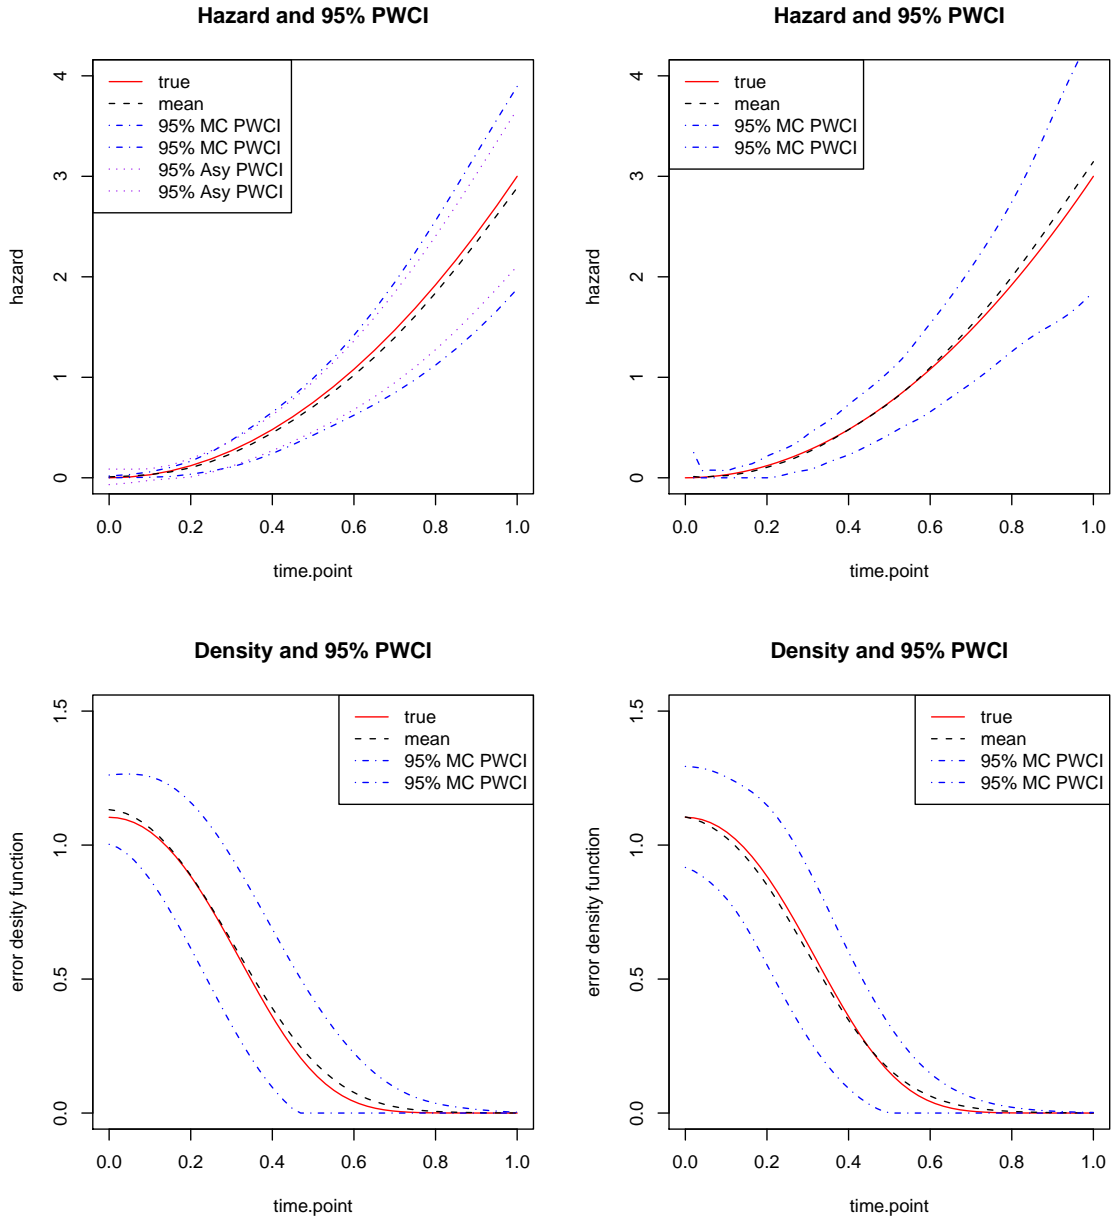 Hazard and 95% PWCI
hazard
4
3
2
1
0
true
mean
95% MC PWCI
95% MC PWCI
95% Asy PWCI
95% Asy PWCI
0.0 0.2 0.4 0.6 0.8 1.0
time.point
Hazard and 95% PWCI
hazard
4
3
2
1
0
true
mean
95% MC PWCI
95% MC PWCI
0.0 0.2 0.4 0.6 0.8 1.0
time.point
Density and 95% PWCI
error desity function
1.5
1.0
0.5
0.0
true
mean
95% MC PWCI
95% MC PWCI
0.0 0.2 0.4 0.6 0.8 1.0
time.point
Density and 95% PWCI
error density function
1.5
1.0
0.5
0.0
true
mean
95% MC PWCI
95% MC PWCI
0.0 0.2 0.4 0.6 0.8 1.0
time.point